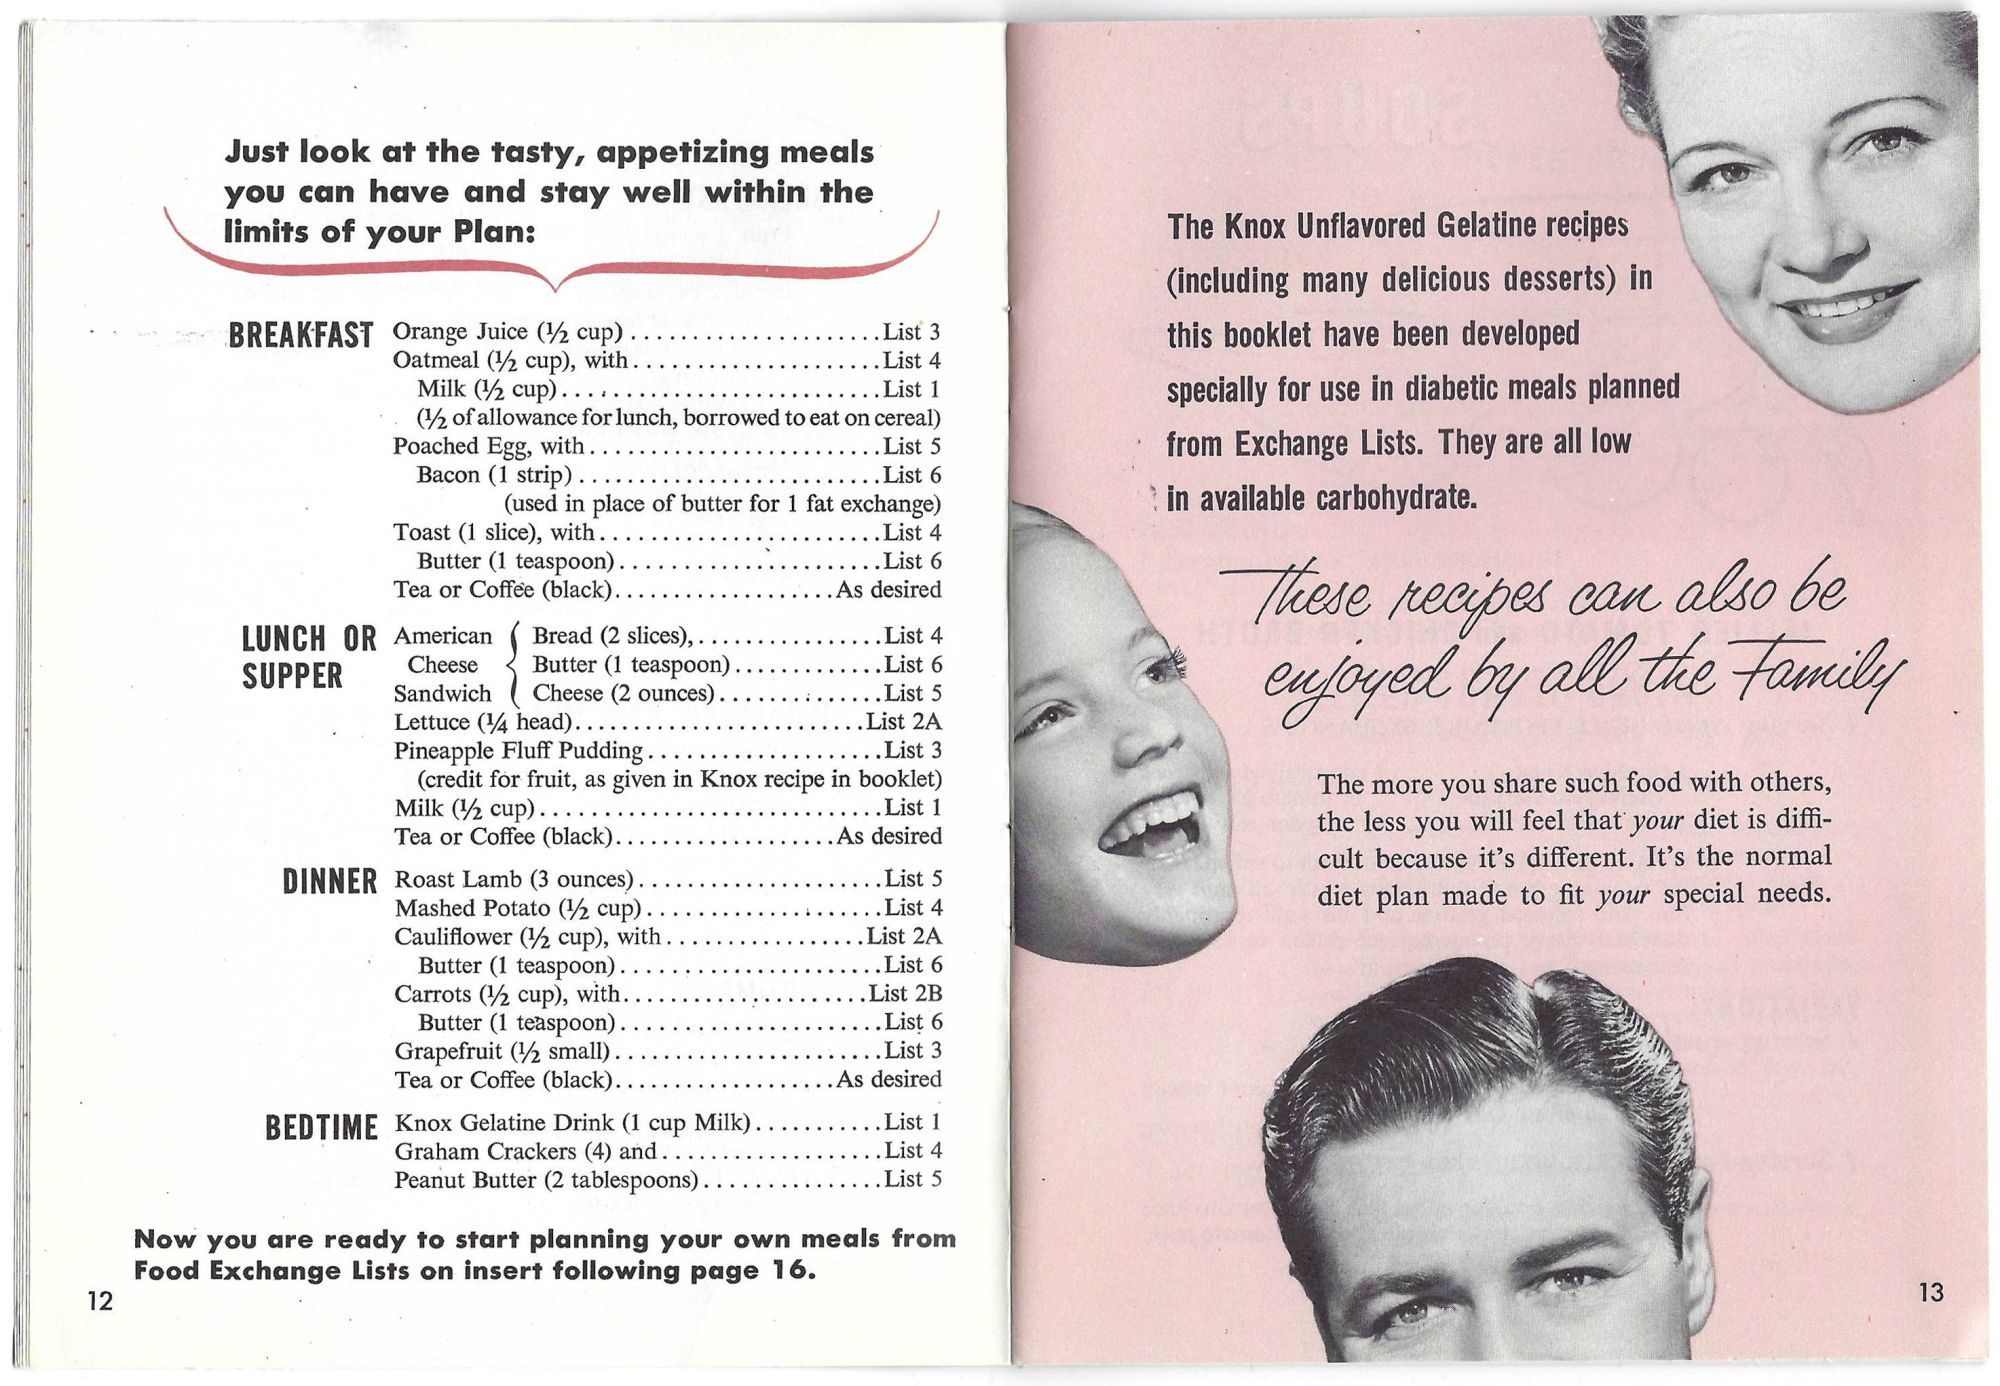 Just look at the tasty, appetizing meals
you can have and stay well within the
limits of your Plan:
BREAKFAST Orange Juice (½ cup) ...................... List 3
Oatmeal (½ cup), with ...................... List 4
Milk (½ cup) ............................ List 1
(½ of allowance for lunch, borrowed to eat on cereal)
Poached Egg, with .......................... List 5
Bacon (1 strip) ........................... List 6
(used in place of butter for 1 fat exchange)
Toast (1 slice), with ......................... List 4
Butter (1 teaspoon) ....................... List 6
Tea or Coffee (black) ................... As desired
LUNCH OR SUPPER American Cheese Sandwich { Bread (2 slices), ................ List 4
Butter (1 teaspoon) ............. List 6
Cheese (2 ounces) .............. List 5
Lettuce (¼ head) .......................... List 2A
Pineapple Fluff Pudding ..................... List 3
(credit for fruit, as given in Knox recipe in booklet)
Milk (½ cup) .............................. List 1
Tea or Coffee (black) ................... As desired
DINNER Roast Lamb (3 ounces) ...................... List 5
Mashed Potato (½ cup) ..................... List 4
Cauliflower (½ cup), with .................. List 2A
Butter (1 teaspoon) ....................... List 6
Carrots (½ cup), with ...................... List 2B
Butter (1 teaspoon) ....................... List 6
Grapefruit (½ small) ........................ List 3
Tea or Coffee (black) ................... As desired
BEDTIME Knox Gelatine Drink (1 cup Milk) ........... List 1
Graham Crackers (4) and .................... List 4
Peanut Butter (2 tablespoons) ................ List 5
Now you are ready to start planning your own meals from
Food Exchange Lists on insert following page 16.
12
The Knox Unflavored Gelatine recipes
(including many delicious desserts) in
this booklet have been developed
specially for use in diabetic meals planned
from Exchange Lists. They are all low
in available carbohydrate.
These recipes can also be
enjoyed by all the Family
The more you share such food with others,
the less you will feel that your diet is diffi-
cult because it's different. It's the normal
diet plan made to fit your special needs.
13